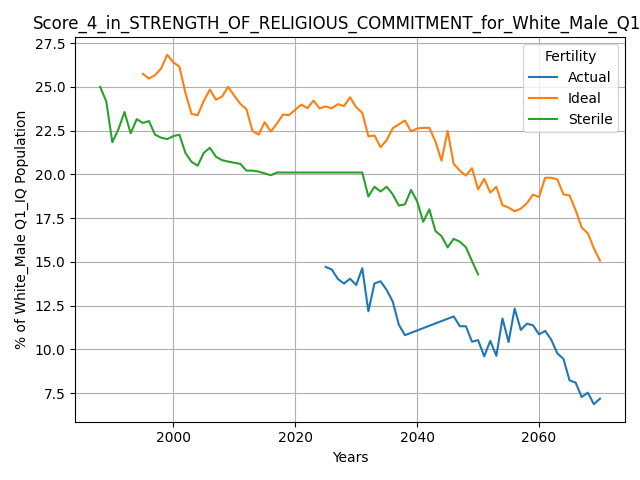 Score_4_in_STRENGTH_OF_RELIGIOUS_COMMITMENT_for_White_Male_Q1
27.5
25.0
22.5
20.0
17.5
15.0
12.5
10.0
7.5
% of White_Male Q1_IQ Population
Fertility
Actual
Ideal
Sterile
2000
2020
2040
2060
Years